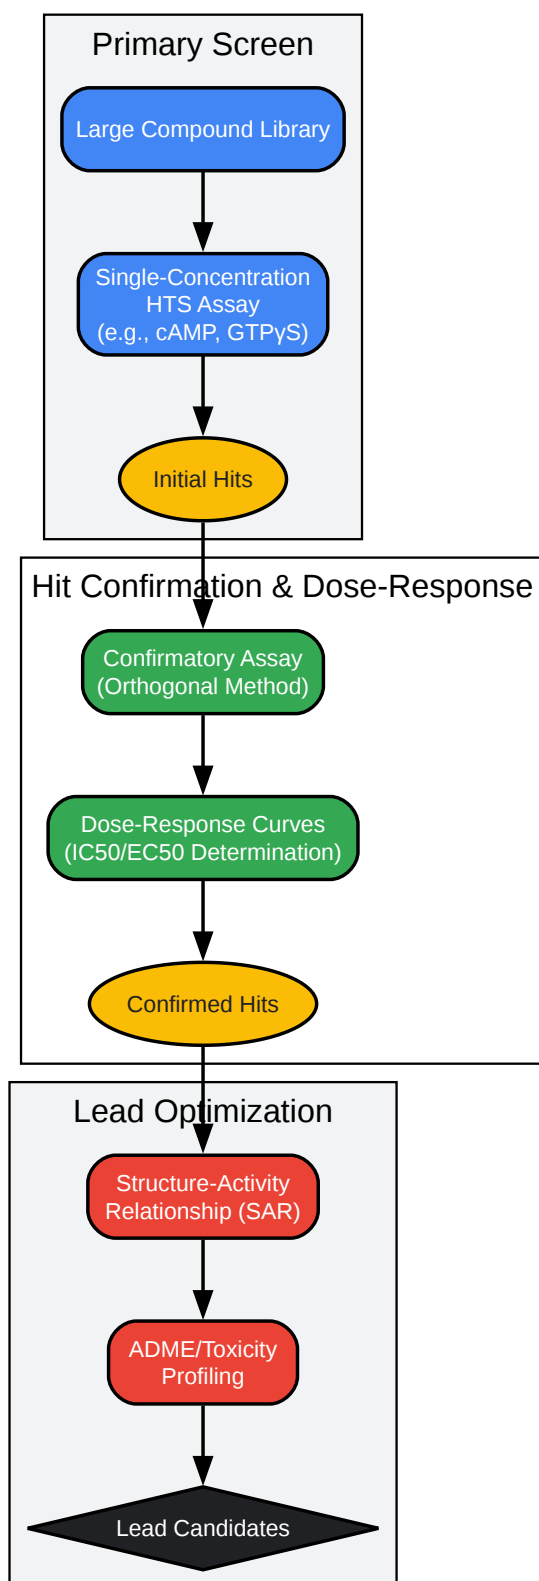 Primary Screen
Large Compound Library
Single-Concentration
HTS Assay
(e.g., cAMP, GTPγS)
Initial Hits
Hit Confirmation & Dose-Response
Confirmatory Assay
(Orthogonal Method)
Dose-Response Curves
(IC50/EC50 Determination)
Confirmed Hits
Lead Optimization
Structure-Activity
Relationship (SAR)
ADME/Toxicity
Profiling
Lead Candidates